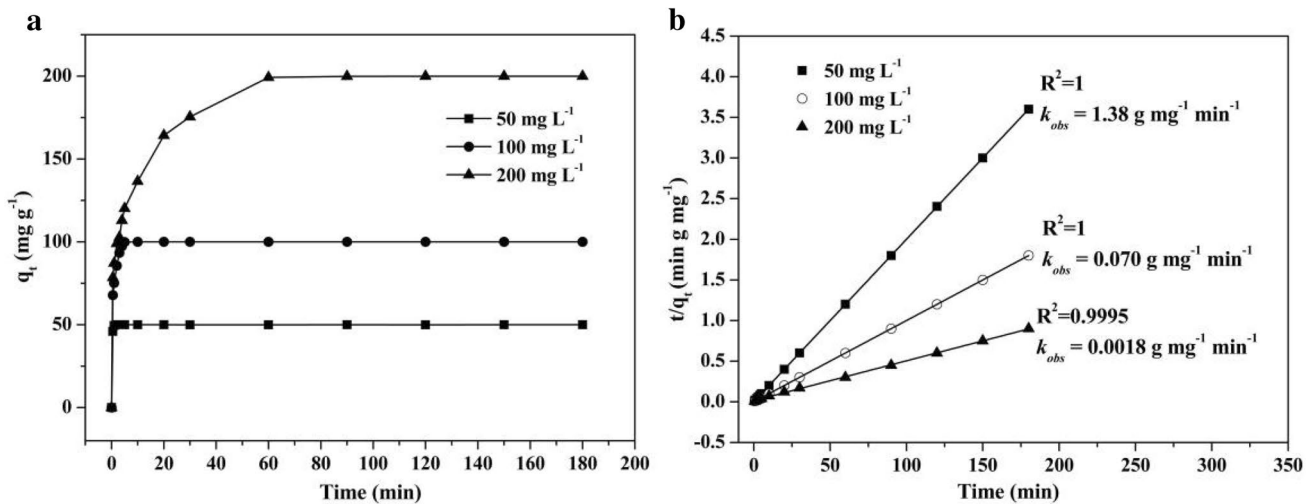 a
200
150
100
50
0
q_t (mg g⁻¹)
50 mg L⁻¹
100 mg L⁻¹
200 mg L⁻¹
0 20 40 60 80 100 120 140 160 180 200
Time (min)
b
4.5
4.0
3.5
3.0
2.5
2.0
1.5
1.0
0.5
0.0
-0.5
t/q_t (min g mg⁻¹)
50 mg L⁻¹
100 mg L⁻¹
200 mg L⁻¹
R²=1
k_obs = 1.38 g mg⁻¹ min⁻¹
R²=1
k_obs = 0.070 g mg⁻¹ min⁻¹
R²=0.9995
k_obs = 0.0018 g mg⁻¹ min⁻¹
0 50 100 150 200 250 300 350
Time (min)